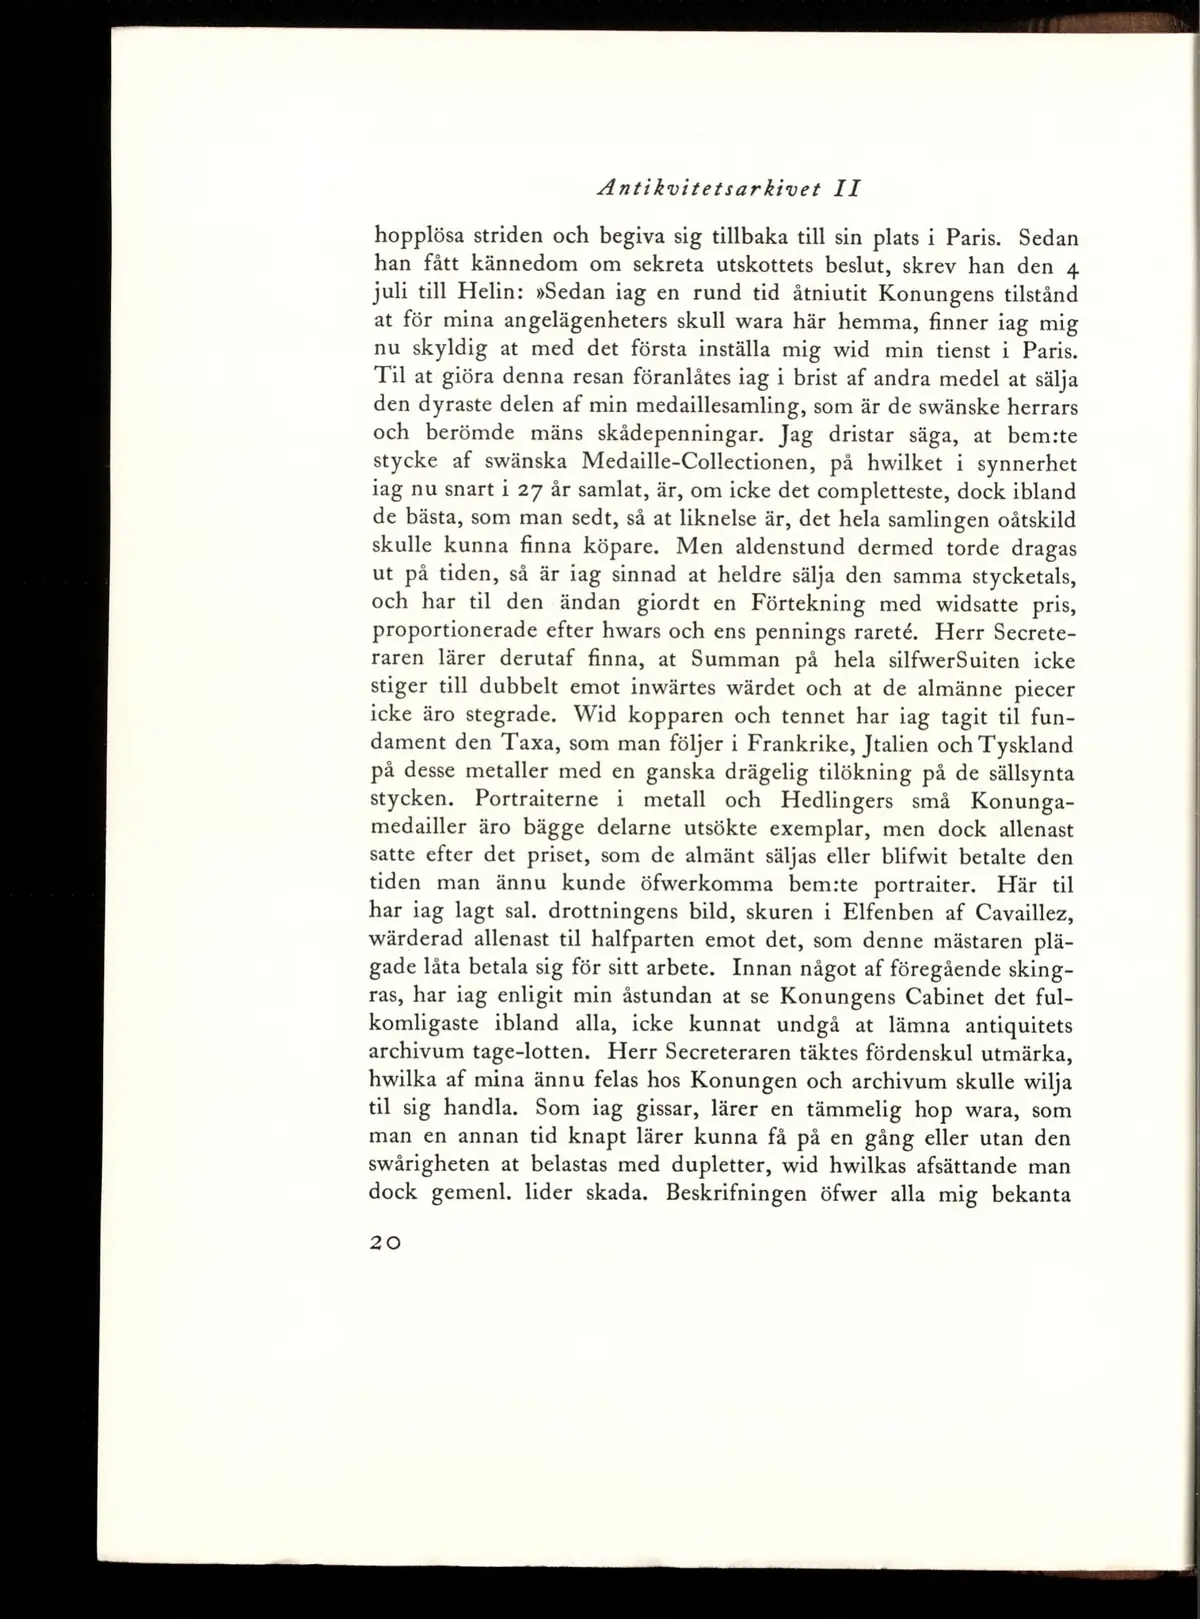 Antikvitetsarkivet II
hopplösa striden och begiva sig tillbaka till sin plats i Paris. Sedan
han fått kännedom om sekreta utskottets beslut, skrev han den 4
juli till Helin: »Sedan iag en rund tid åtniutit Konungens tilstånd
at för mina angelägenheters skull wara här hemma, finner iag mig
nu skyldig at med det första inställa mig wid min tienst i Paris.
Til at giöra denna resan föranlåtes iag i brist af andra medel at sälja
den dyraste delen af min medaillesamling, som är de swänske herrars
och berömde mäns skådepenningar. Jag dristar säga, at bem:te
stycke af swänska Medaille-Collectionen, på hwilket i synnerhet
iag nu snart i 27 år samlat, är, om icke det completteste, dock ibland
de bästa, som man sedt, så at liknelse är, det hela samlingen oåtskild
skulle kunna finna köpare. Men aldenstund dermed torde dragas
ut på tiden, så är iag sinnad at heldre sälja den samma stycketals,
och har til den ändan giordt en Förtekning med widsatte pris,
proportionerade efter hwars och ens pennings rareté. Herr Secrete-
raren lärer derutaf finna, at Summan på hela silfwerSuiten icke
stiger till dubbelt emot inwärtes wärdet och at de almänne piecer
icke äro stegrade. Wid kopparen och tennet har iag tagit til fun-
dament den Taxa, som man följer i Frankrike, Jtalien och Tyskland
på desse metaller med en ganska drägelig tilökning på de sällsynta
stycken. Portraiterne i metall och Hedlingers små Konunga-
medailler äro bägge delarne utsökte exemplar, men dock allenast
satte efter det priset, som de almänt säljas eller blifwit betalte den
tiden man ännu kunde öfwerkomma bem:te portraiter. Här til
har iag lagt sal. drottningens bild, skuren i Elfenben af Cavaillez,
wärderad allenast til halfparten emot det, som denne mästaren plä-
gade låta betala sig för sitt arbete. Innan något af föregående sking-
ras, har iag enligit min åstundan at se Konungens Cabinet det ful-
komligaste ibland alla, icke kunnat undgå at lämna antiquitets
archivum tage-lotten. Herr Secreteraren täktes fördenskul utmärka,
hwilka af mina ännu felas hos Konungen och archivum skulle wilja
til sig handla. Som iag gissar, lärer en tämmelig hop wara, som
man en annan tid knapt lärer kunna få på en gång eller utan den
swårigheten at belastas med dupletter, wid hwilkas afsättande man
dock gemenl. lider skada. Beskrifningen öfwer alla mig bekanta
20